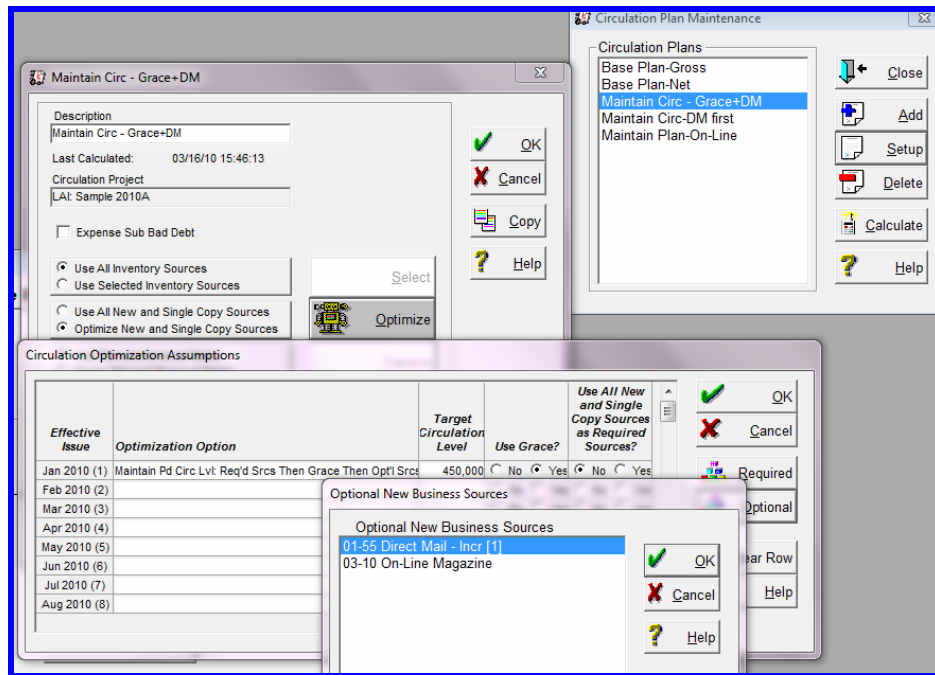 Circulation Plan Maintenance
Circulation Plans
Base Plan-Gross
Base Plan-Net
Maintain Circ - Grace+DM
Maintain Circ-DM first
Maintain Plan-On-Line
Close
Add
Setup
Delete
Calculate
Help
Maintain Circ - Grace+DM
Description
Maintain Circ - Grace+DM
Last Calculated: 03/16/10 15:46:13
Circulation Project
LAI: Sample 2010A
Expense Sub Bad Debt
Use All Inventory Sources
Use Selected Inventory Sources
Use All New and Single Copy Sources
Optimize New and Single Copy Sources
Select
Optimize
OK
Cancel
Copy
Help
Circulation Optimization Assumptions
Effective
Issue
Optimization Option
Target
Circulation
Level
Use Grace?
Use All New
and Single
Copy Sources
as Required
Sources?
Jan 2010 (1) Maintain Pd Circ Lvl: Req'd Srcs Then Grace Then Opt'l Srcs 450,000 No Yes No Yes
Feb 2010 (2)
Mar 2010 (3)
Apr 2010 (4)
May 2010 (5)
Jun 2010 (6)
Jul 2010 (7)
Aug 2010 (8)
OK
Cancel
Required
Optional
ear Row
Help
Optional New Business Sources
Optional New Business Sources
01-55 Direct Mail - Incr [1]
03-10 On-Line Magazine
OK
Cancel
Help